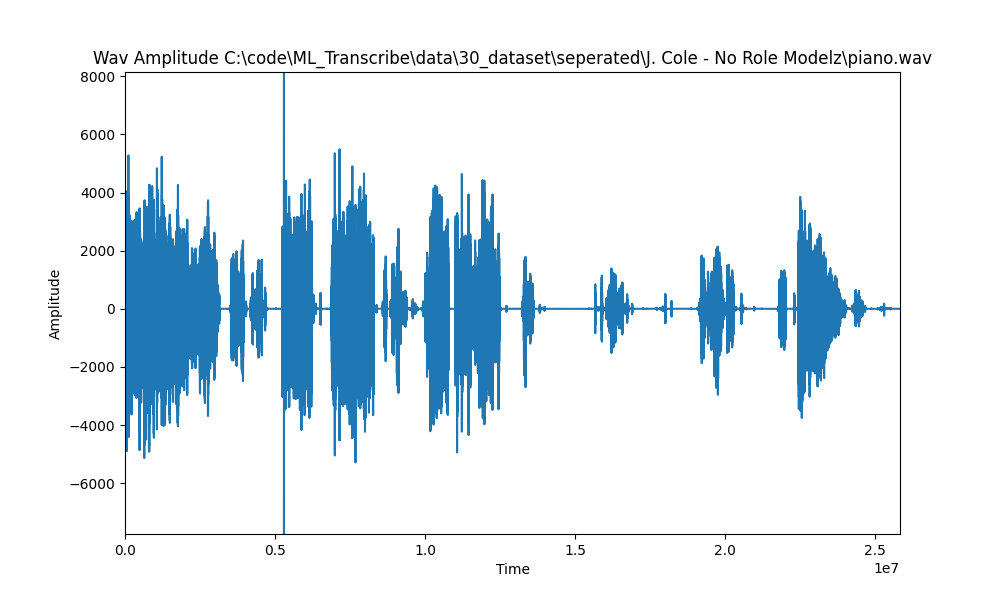 Wav Amplitude C:\code\ML_Transcribe\data\30_dataset\seperated\J. Cole - No Role Modelz\piano.wav
8000
6000
4000
2000
0
−2000
−4000
−6000
Amplitude
0.0 0.5 1.0 1.5 2.0 2.5
1e7
Time